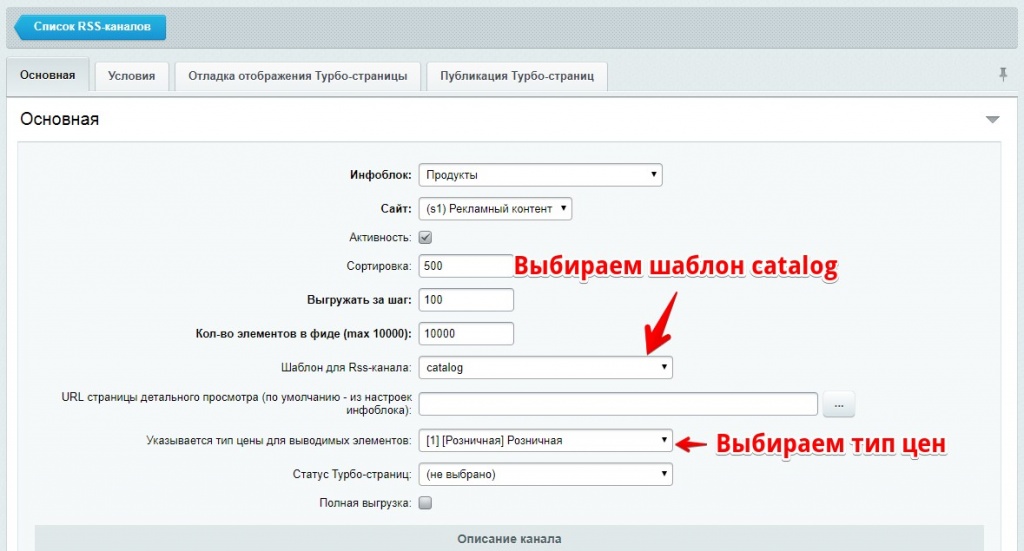 Список RSS-каналов
Основная
Условия
Отладка отображения Турбо-страницы
Публикация Турбо-страниц
Основная
Инфоблок: Продукты
Сайт: (s1) Рекламный контент
Активность:
Сортировка: 500
Выбираем шаблон catalog
Выгружать за шаг: 100
Кол-во элементов в фиде (max 10000): 10000
Шаблон для Rss-канала: catalog
URL страницы детального просмотра (по умолчанию - из настроек
инфоблока): ...
Указывается тип цены для выводимых элементов: [1] [Розничная] Розничная
Выбираем тип цен
Статус Турбо-страниц: (не выбрано)
Полная выгрузка:
Описание канала